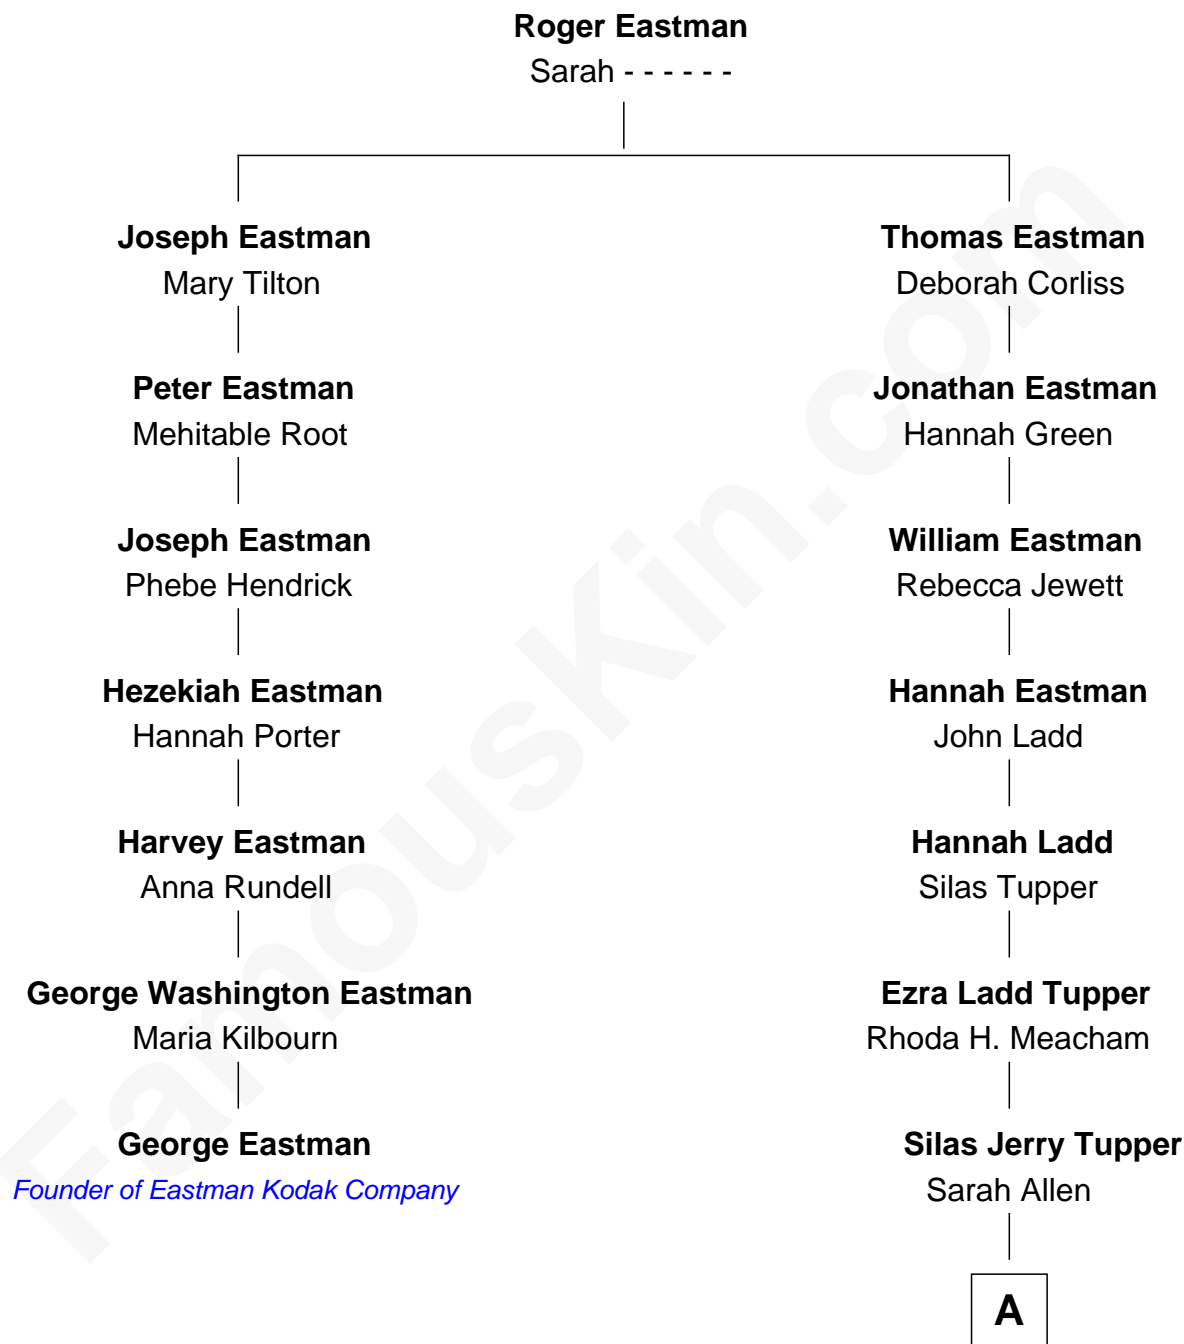 Roger Eastman
Sarah - - - - - -
Joseph Eastman
Mary Tilton
Peter Eastman
Mehitable Root
Joseph Eastman
Phebe Hendrick
Hezekiah Eastman
Hannah Porter
Harvey Eastman
Anna Rundell
George Washington Eastman
Maria Kilbourn
George Eastman
Founder of Eastman Kodak Company
Thomas Eastman
Deborah Corliss
Jonathan Eastman
Hannah Green
William Eastman
Rebecca Jewett
Hannah Eastman
John Ladd
Hannah Ladd
Silas Tupper
Ezra Ladd Tupper
Rhoda H. Meacham
Silas Jerry Tupper
Sarah Allen
A
FamousKin.com